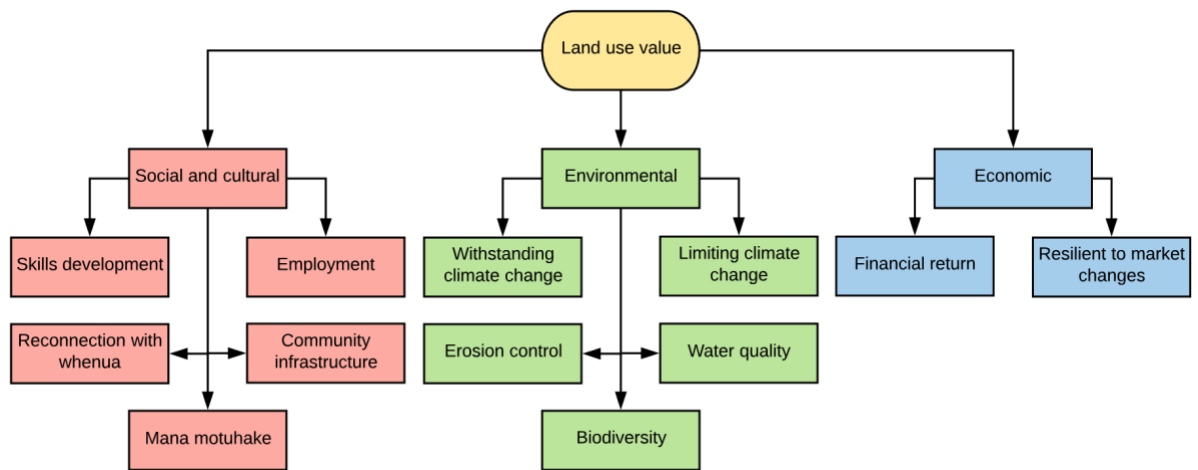 Land use value
Social and cultural
Environmental
Economic
Skills development
Employment
Withstanding
climate change
Limiting climate
change
Financial return
Resilient to market
changes
Reconnection with
whenua
Community
infrastructure
Erosion control
Water quality
Mana motuhake
Biodiversity